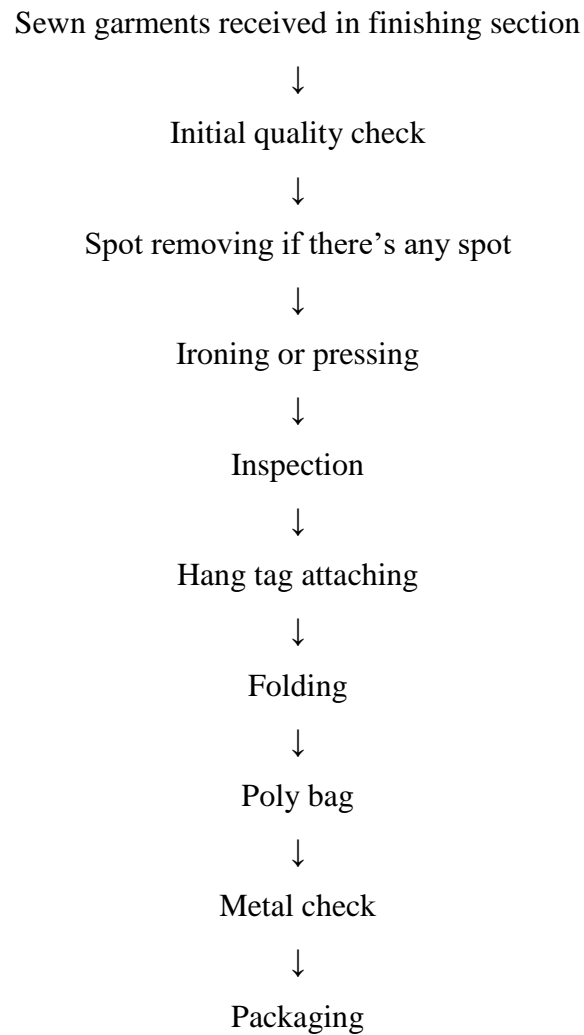 Sewn garments received in finishing section
↓
Initial quality check
↓
Spot removing if there’s any spot
↓
Ironing or pressing
↓
Inspection
↓
Hang tag attaching
↓
Folding
↓
Poly bag
↓
Metal check
↓
Packaging